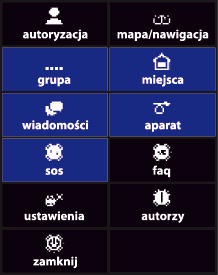 autoryzacja
mapa/nawigacja
grupa
miejsca
wiadomości
aparat
sos
faq
ustawienia
autorzy
zamknij